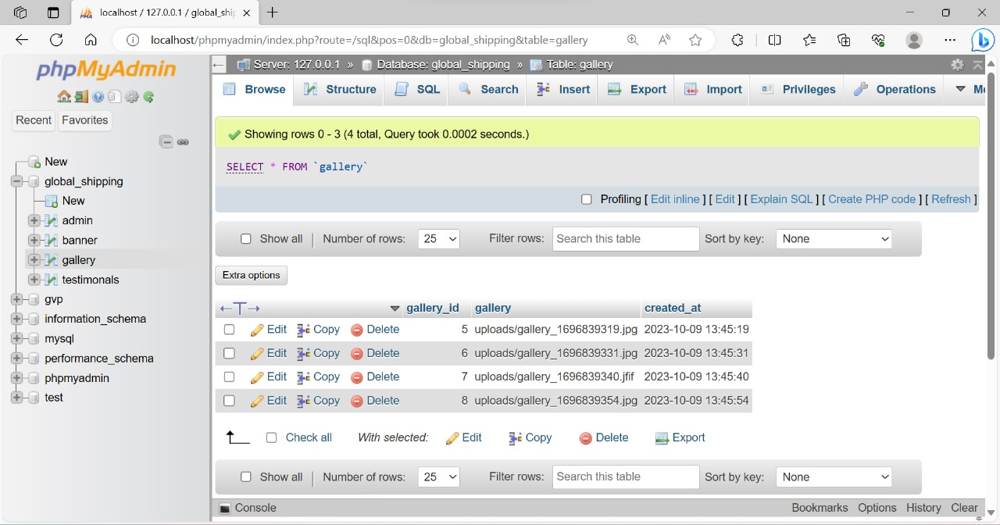 localhost / 127.0.0.1 / global_ship
localhost/phpmyadmin/index.php?route=/sql&pos=0&db=global_shipping&table=gallery
phpMyAdmin
Recent Favorites
New
global_shipping
New
admin
banner
gallery
testimonals
gvp
information_schema
mysql
performance_schema
phpmyadmin
test
Server: 127.0.0.1 » Database: global_shipping » Table: gallery
Browse Structure SQL Search Insert Export Import Privileges Operations
Showing rows 0 - 3 (4 total, Query took 0.0002 seconds.)
SELECT * FROM `gallery`
Profiling [ Edit inline ] [ Edit ] [ Explain SQL ] [ Create PHP code ] [ Refresh ]
Show all | Number of rows: 25 Filter rows: Search this table Sort by key: None
Extra options
gallery_id gallery created_at
Edit Copy Delete 5 uploads/gallery_1696839319.jpg 2023-10-09 13:45:19
Edit Copy Delete 6 uploads/gallery_1696839331.jpg 2023-10-09 13:45:31
Edit Copy Delete 7 uploads/gallery_1696839340.jfif 2023-10-09 13:45:40
Edit Copy Delete 8 uploads/gallery_1696839354.jpg 2023-10-09 13:45:54
Check all With selected: Edit Copy Delete Export
Show all | Number of rows: 25 Filter rows: Search this table Sort by key: None
Console Bookmarks Options History Clear